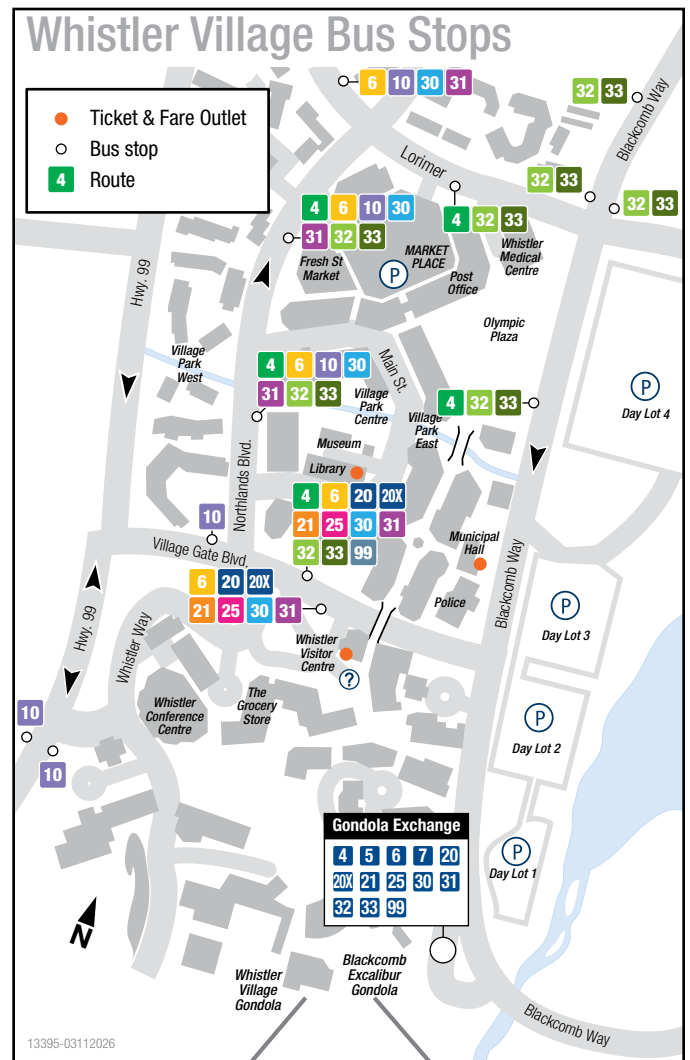 Whistler Village Bus Stops
Ticket & Fare Outlet
Bus stop
4 Route
6 10 30 31
32 33
Blackcomb Way
Lorimer
32 33
32 33
4 6 10 30
31 32 33
4 32 33
Fresh St
Market
P
MARKET
PLACE
Post
Office
Whistler
Medical
Centre
Olympic
Plaza
Hwy. 99
Village
Park
West
Main St.
4 6 10 30
31 32 33
Village
Park
Centre
4 32 33
Village
Park
East
P
Day Lot 4
Museum
Library
Northlands Blvd.
4 6 20 20X
21 25 30 31
32 33 99
10
Village Gate Blvd.
Municipal
Hall
Police
Blackcomb Way
P
Day Lot 3
6 20 20X
21 25 30 31
Hwy. 99
Whistler Way
Whistler
Visitor
Centre
?
Whistler
Conference
Centre
The
Grocery
Store
P
Day Lot 2
10
10
Gondola Exchange
4 5 6 7 20
20X 21 25 30 31
32 33 99
P
Day Lot 1
N
Whistler
Village
Gondola
Blackcomb
Excalibur
Gondola
Blackcomb Way
13395-03112026